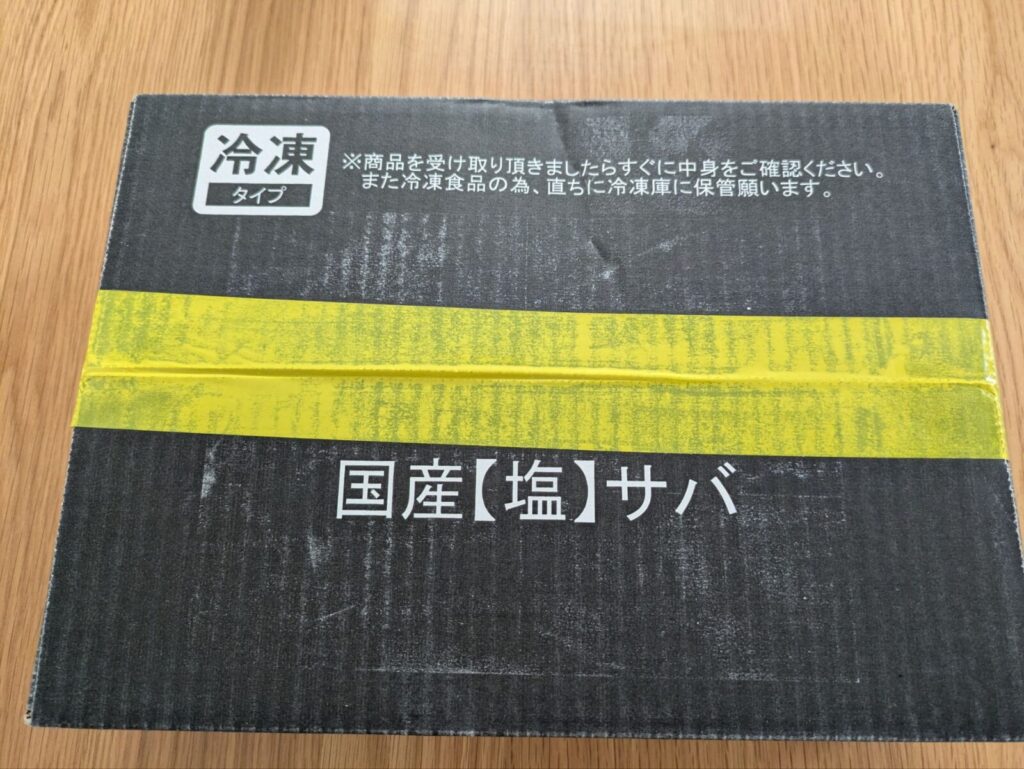 冷凍
タイプ
※商品を受け取り頂きましたらすぐに中身をご確認ください。
また冷凍食品の為、直ちに冷凍庫に保管願います。
国産【塩】サバ